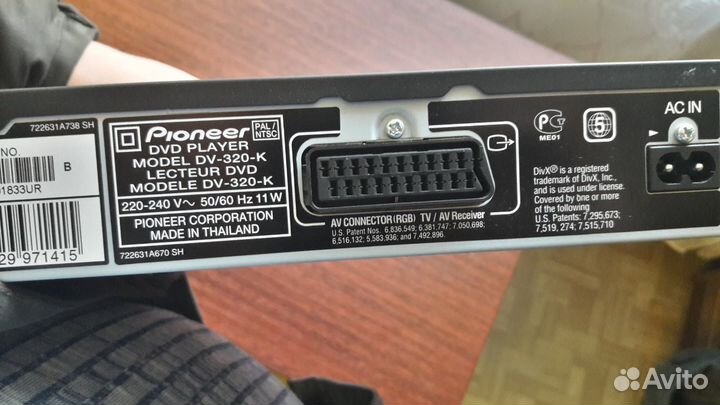 722631A738 SH
NO.
B
01833UR
29 971415
Pioneer
PAL/
NTSC
DVD PLAYER
MODEL DV-320-K
LECTEUR DVD
MODELE DV-320-K
220-240 V~ 50/60 Hz 11 W
PIONEER CORPORATION
MADE IN THAILAND
722631A670 SH
AV CONNECTOR (RGB) TV / AV Receiver
U.S. Patent Nos. 6,836,549; 6,381,747; 7,050,698;
6,516,132; 5,583,936; and 7,492,896.
ME01
5
DivX® is a registered
trademark of DivX, Inc.,
and is used under license.
Covered by one or more
of the following
U.S. Patents: 7,295,673;
7,519, 274; 7,515,710
AC IN
Avito